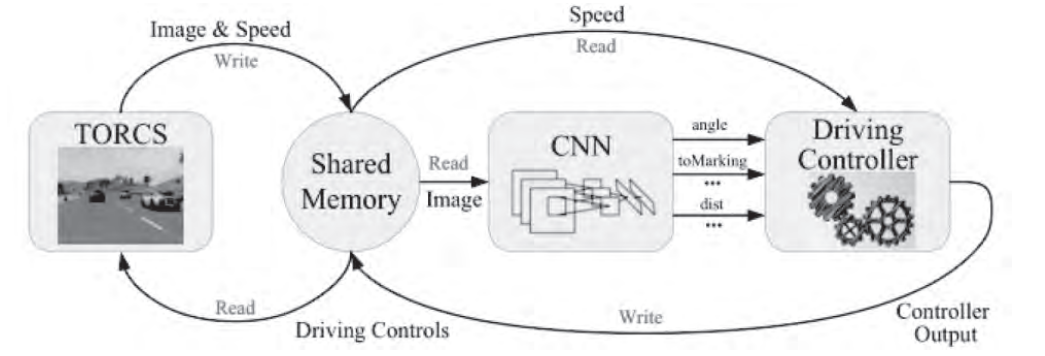 Image & Speed
Write
Speed
Read
TORCS
Shared
Memory
Read
Image
CNN
angle
toMarking
...
dist
...
Driving
Controller
Read
Driving Controls
Write
Controller
Output